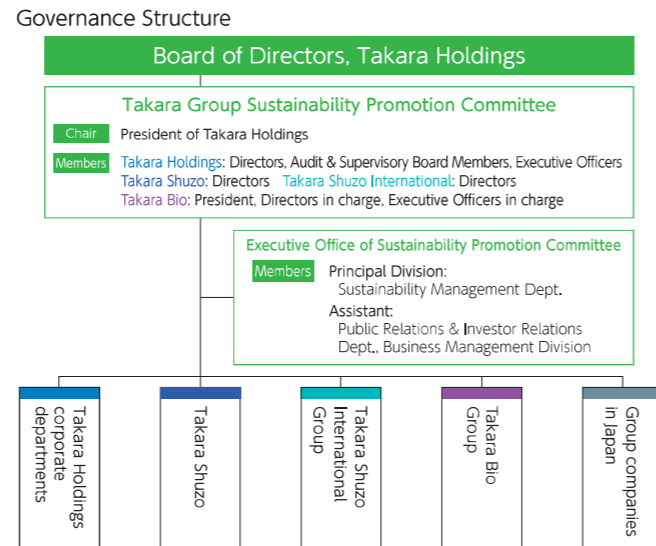 Governance Structure
Board of Directors, Takara Holdings
Takara Group Sustainability Promotion Committee
Chair President of Takara Holdings
Members Takara Holdings: Directors, Audit & Supervisory Board Members, Executive Officers
Takara Shuzo: Directors Takara Shuzo International: Directors
Takara Bio: President, Directors in charge, Executive Officers in charge
Executive Office of Sustainability Promotion Committee
Members Principal Division:
Sustainability Management Dept.
Assistant:
Public Relations & Investor Relations
Dept., Business Management Division
Takara Holdings
corporate
departments
Takara Shuzo
Takara Shuzo
International
Group
Takara Bio
Group
Group companies
in Japan